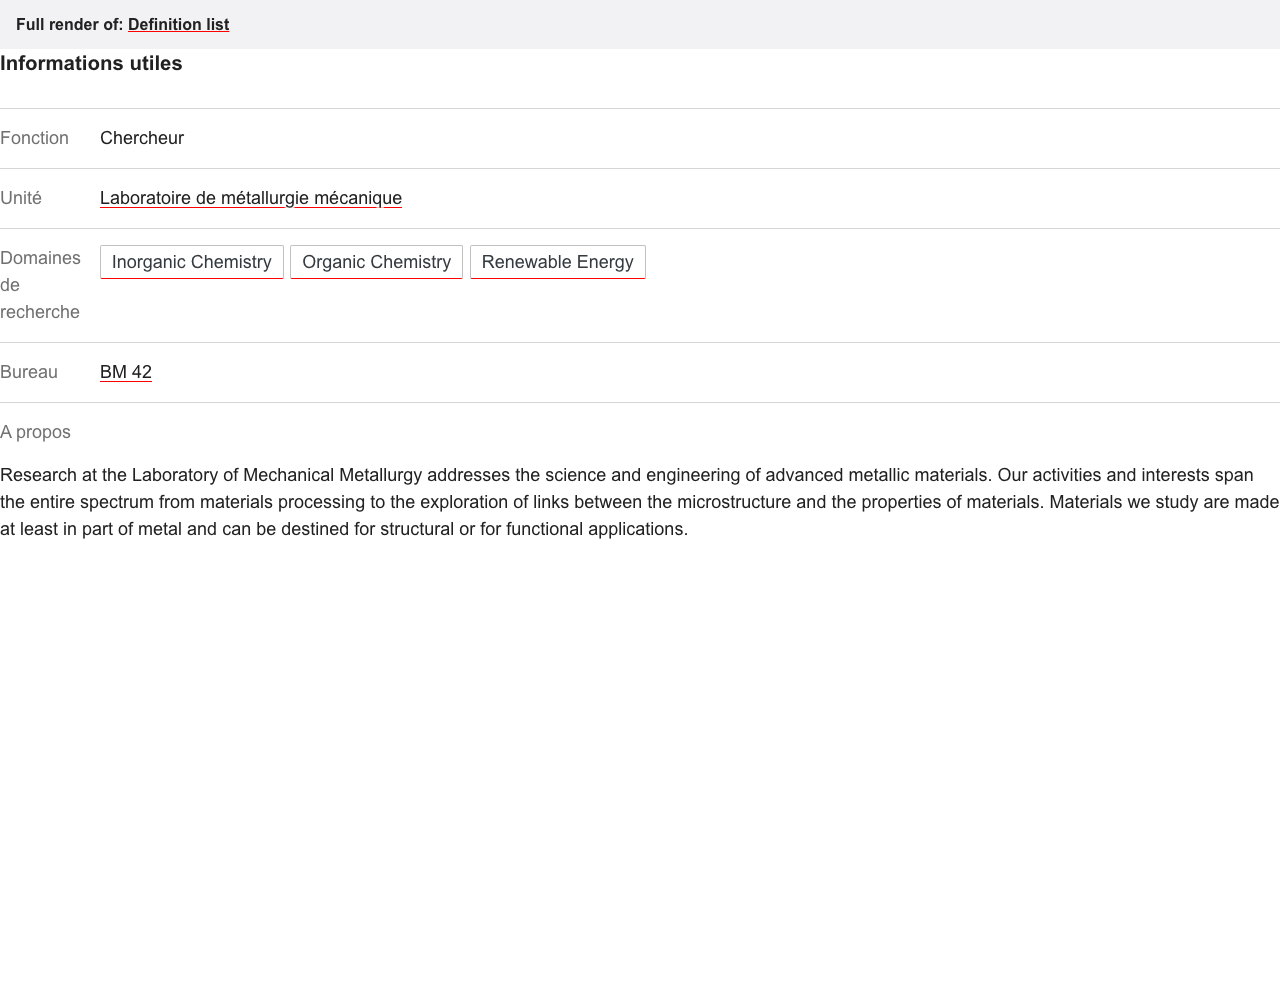 Full render of: Definition list
Informations utiles
Fonction Chercheur
Unité Laboratoire de métallurgie mécanique
Domaines de recherche Inorganic Chemistry Organic Chemistry Renewable Energy
Bureau BM 42
A propos
Research at the Laboratory of Mechanical Metallurgy addresses the science and engineering of advanced metallic materials. Our activities and interests span
the entire spectrum from materials processing to the exploration of links between the microstructure and the properties of materials. Materials we study are made
at least in part of metal and can be destined for structural or for functional applications.